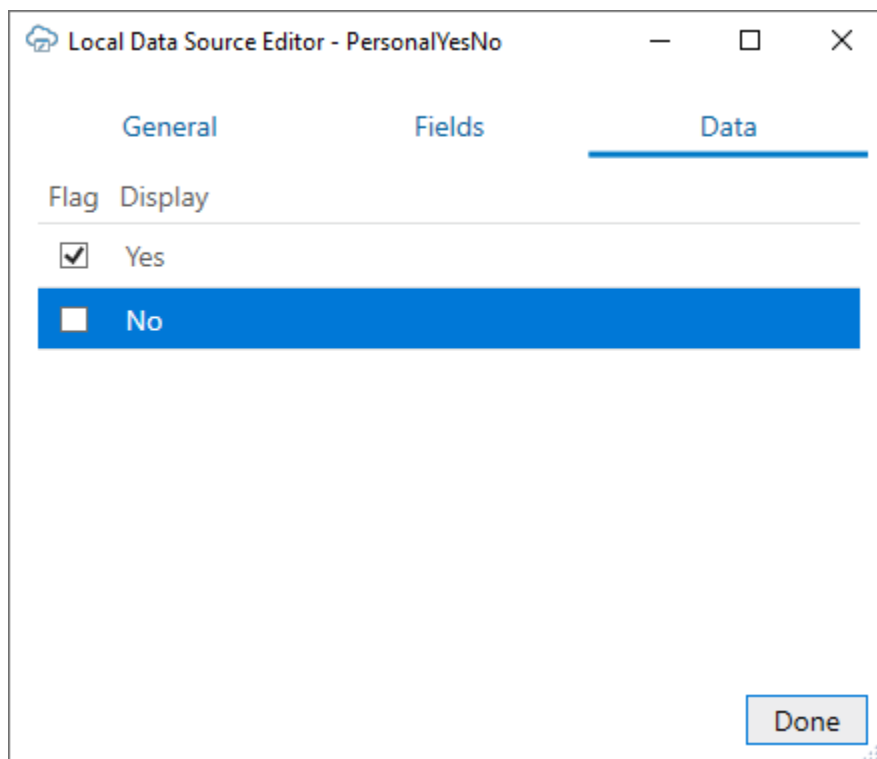 Local Data Source Editor - PersonalYesNo
General Fields Data
Flag Display
Yes
No
Done